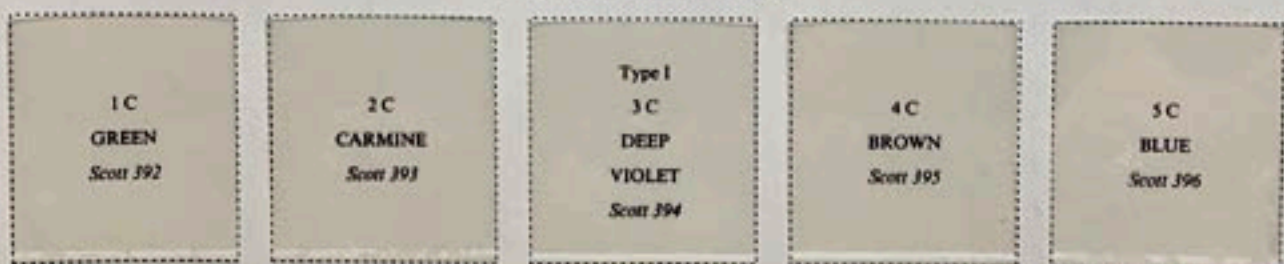 1 C
GREEN
Scott 392
2 C
CARMINE
Scott 393
Type I
3 C
DEEP
VIOLET
Scott 394
4 C
BROWN
Scott 395
5 C
BLUE
Scott 396